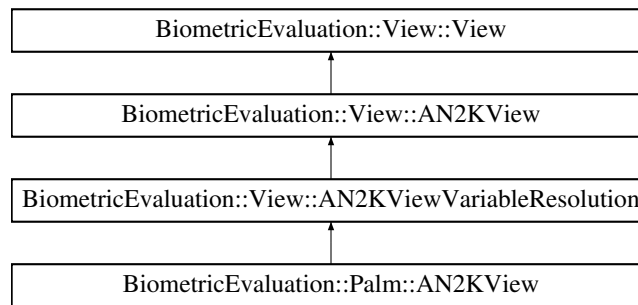 BiometricEvaluation::View::View
BiometricEvaluation::View::AN2KView
BiometricEvaluation::View::AN2KViewVariableResolution
BiometricEvaluation::Palm::AN2KView